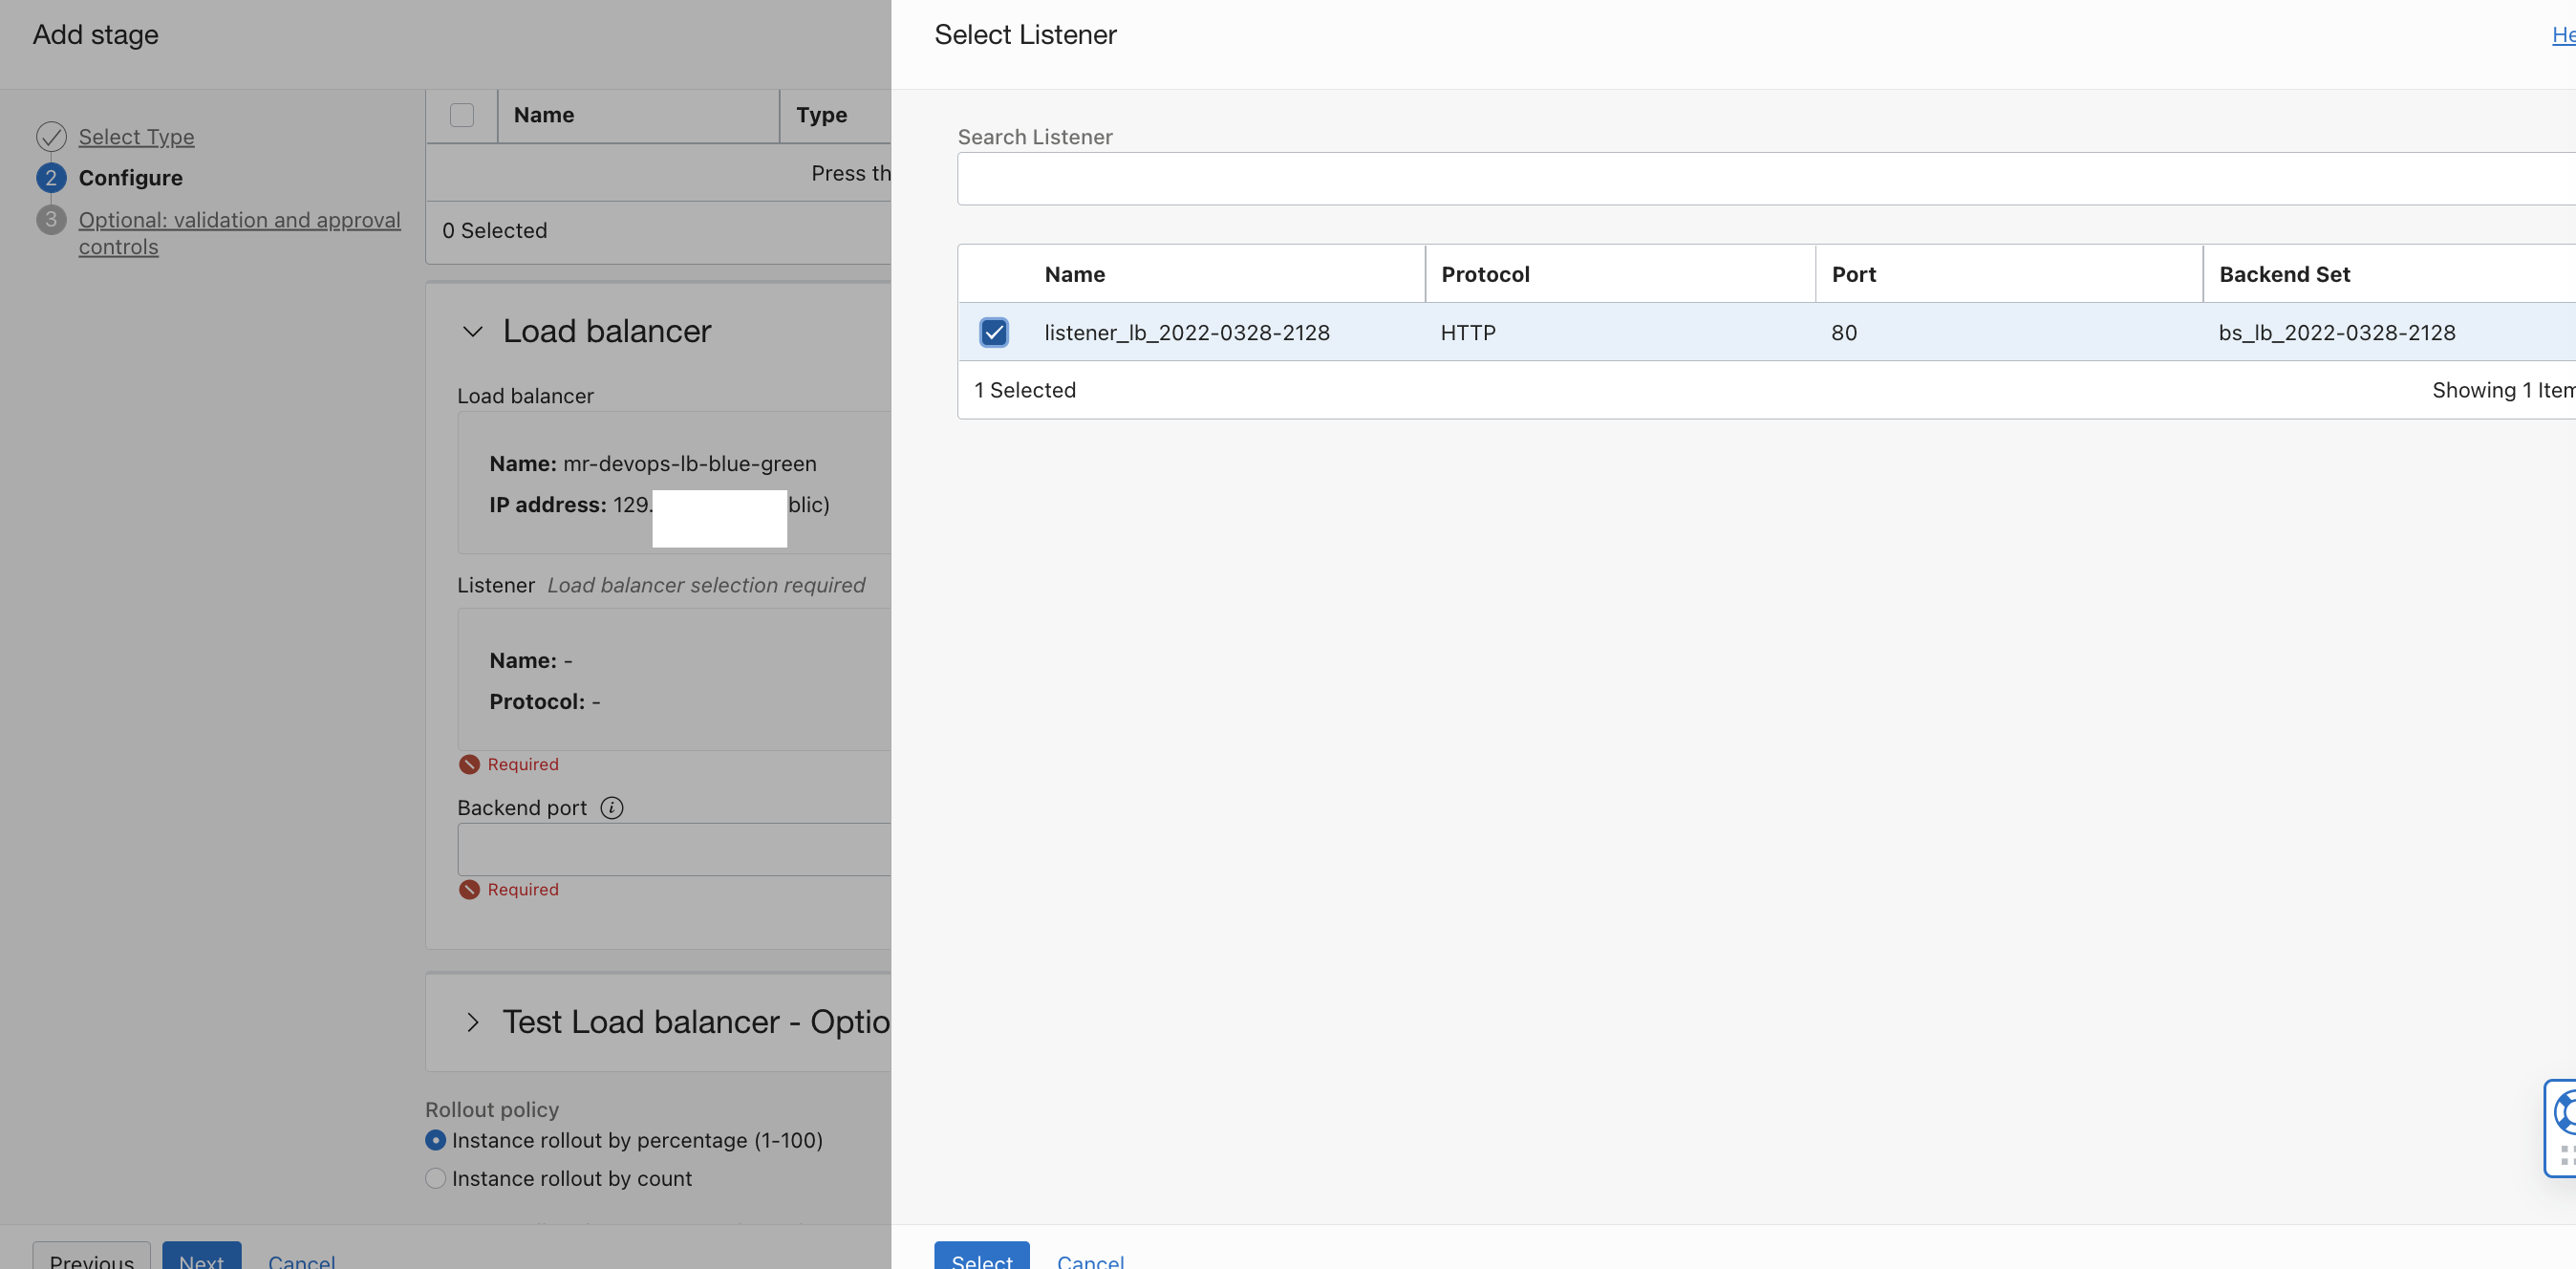 Add stage
Select Type
2 Configure
3 Optional: validation and approval
controls
Name Type
Press th
0 Selected
Load balancer
Load balancer
Name: mr-devops-lb-blue-green
IP address: 129. blic)
Listener Load balancer selection required
Name: -
Protocol: -
Required
Backend port
Required
Test Load balancer - Optio
Rollout policy
Instance rollout by percentage (1-100)
Instance rollout by count
Previous Next Cancel
Select Listener
He
Search Listener
Name Protocol Port Backend Set
listener_lb_2022-0328-2128 HTTP 80 bs_lb_2022-0328-2128
1 Selected Showing 1 Item
Select Cancel